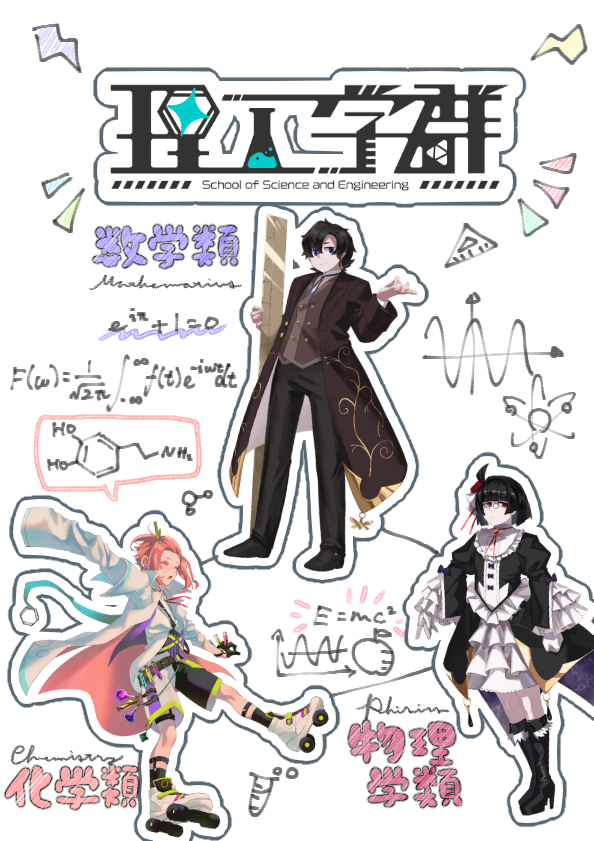 理工学群
School of Science and Engineering
数学類
Mathematics
e^{iπ}+1=0
F(ω)=1/√2π ∫_{-∞}^{∞} f(t)e^{-iωt}dt
HO
HO
NH₂
E=mc²
Physics
物理
学類
Chemistry
化学類